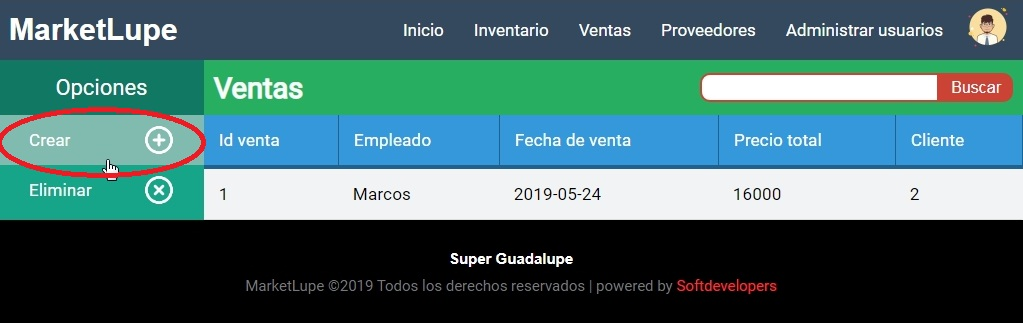 MarketLupe
Inicio Inventario Ventas Proveedores Administrar usuarios
Opciones
Crear
Eliminar
Ventas
Buscar
Id venta Empleado Fecha de venta Precio total Cliente
1 Marcos 2019-05-24 16000 2
Super Guadalupe
MarketLupe ©2019 Todos los derechos reservados | powered by Softdevelopers